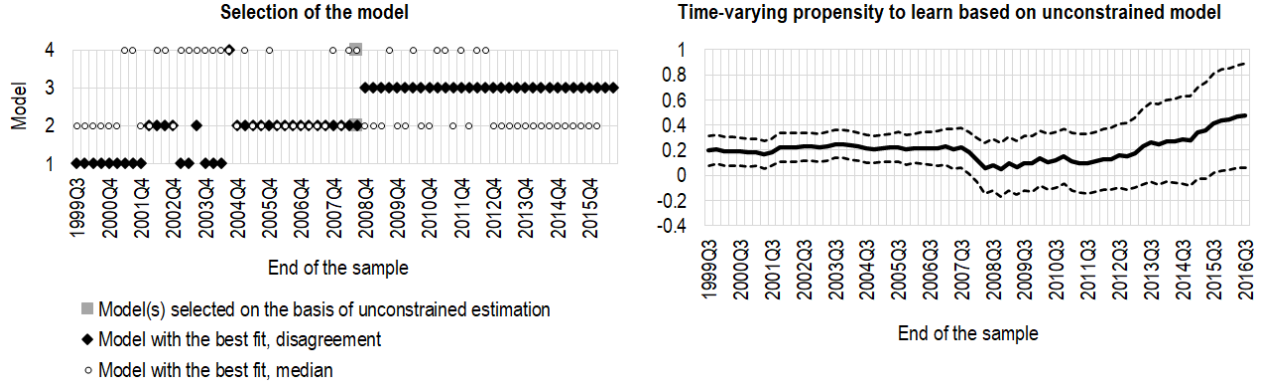 Selection of the model
Model
4
3
2
1
1999Q3
2000Q4
2001Q4
2002Q4
2003Q4
2004Q4
2005Q4
2006Q4
2007Q4
2008Q4
2009Q4
2010Q4
2011Q4
2012Q4
2013Q4
2014Q4
2015Q4
End of the sample
Model(s) selected on the basis of unconstrained estimation
Model with the best fit, disagreement
Model with the best fit, median
Time-varying propensity to learn based on unconstrained model
1
0.8
0.6
0.4
0.2
0
-0.2
-0.4
1999Q3
2000Q3
2001Q3
2002Q3
2003Q3
2004Q3
2005Q3
2006Q3
2007Q3
2008Q3
2009Q3
2010Q3
2011Q3
2012Q3
2013Q3
2014Q3
2015Q3
2016Q3
End of the sample